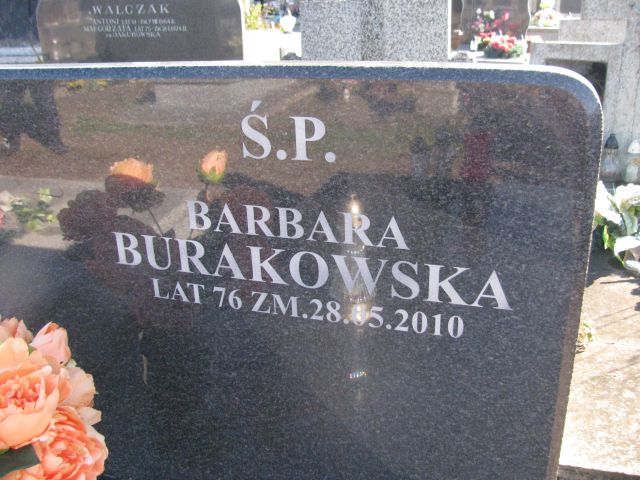 WALCZAK
Ś.P.
BARBARA
BURAKOWSKA
LAT 76 ZM.28.05.2010